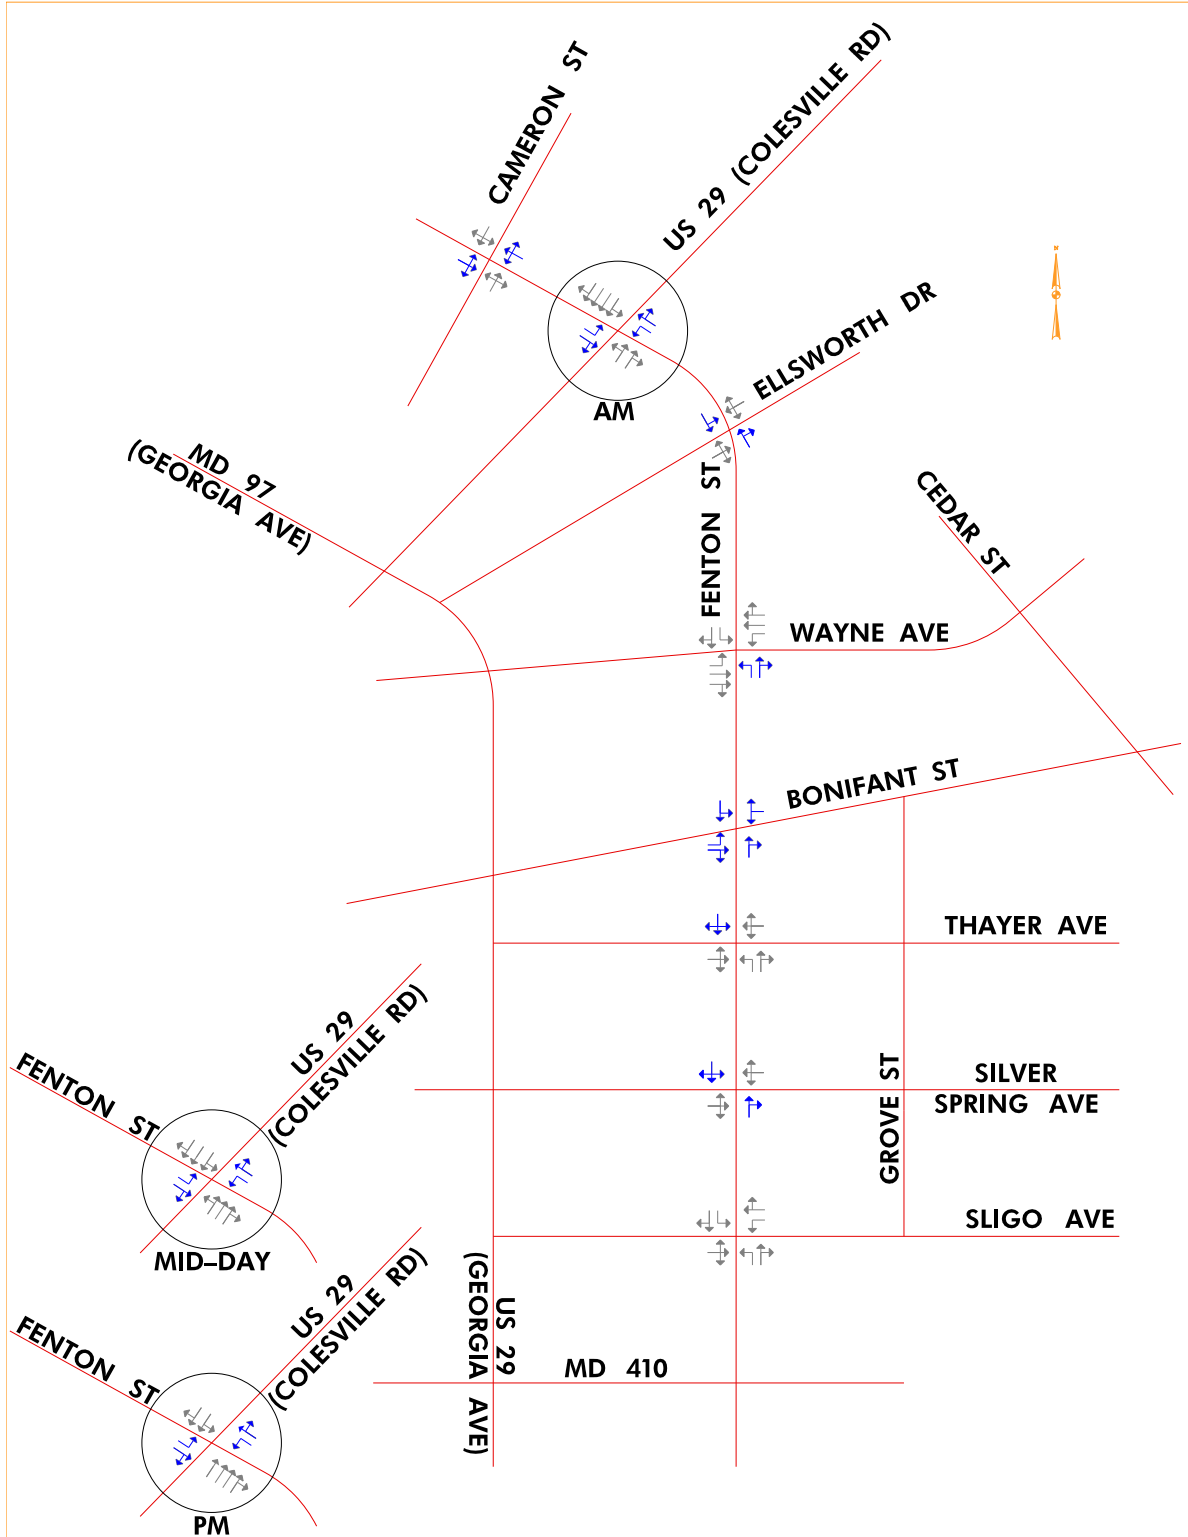 CAMERON ST
US 29 (COLESVILLE RD)
ELLSWORTH DR
AM
MD 97
(GEORGIA AVE)
FENTON ST
CEDAR ST
WAYNE AVE
BONIFANT ST
THAYER AVE
US 29
(COLESVILLE RD)
FENTON ST
MID–DAY
GROVE ST
SILVER
SPRING AVE
SLIGO AVE
US 29
(GEORGIA AVE)
MD 410
US 29
(COLESVILLE RD)
FENTON ST
PM